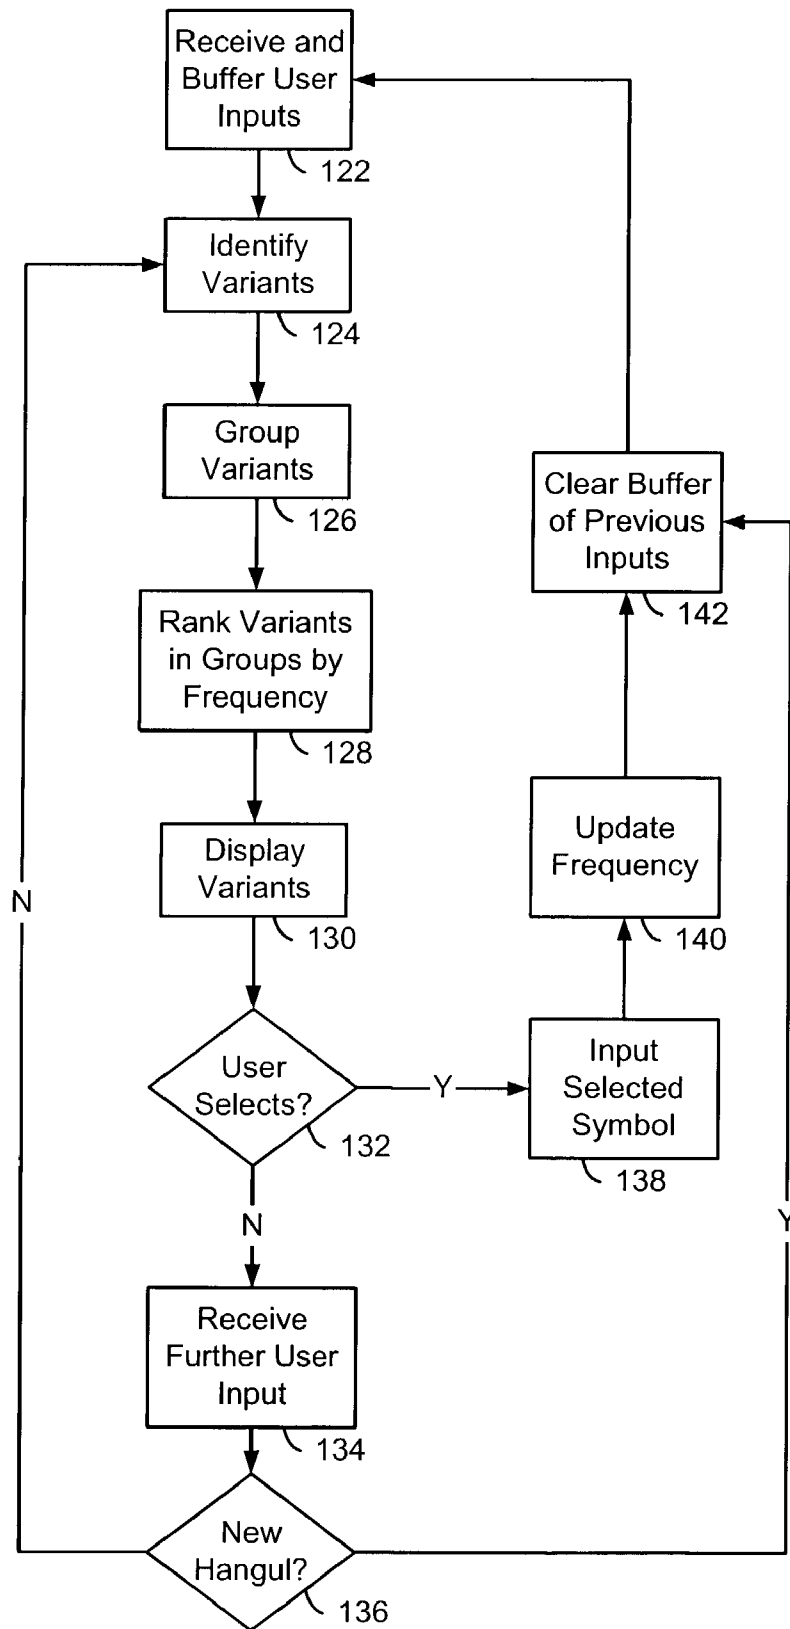 Receive and
Buffer User
Inputs
122
Identify
Variants
124
Group
Variants
126
Clear Buffer
of Previous
Inputs
142
Rank Variants
in Groups by
Frequency
128
Update
Frequency
140
Display
Variants
130
N
User
Selects?
132
Y
Input
Selected
Symbol
138
N
Y
Receive
Further User
Input
134
New
Hangul?
136